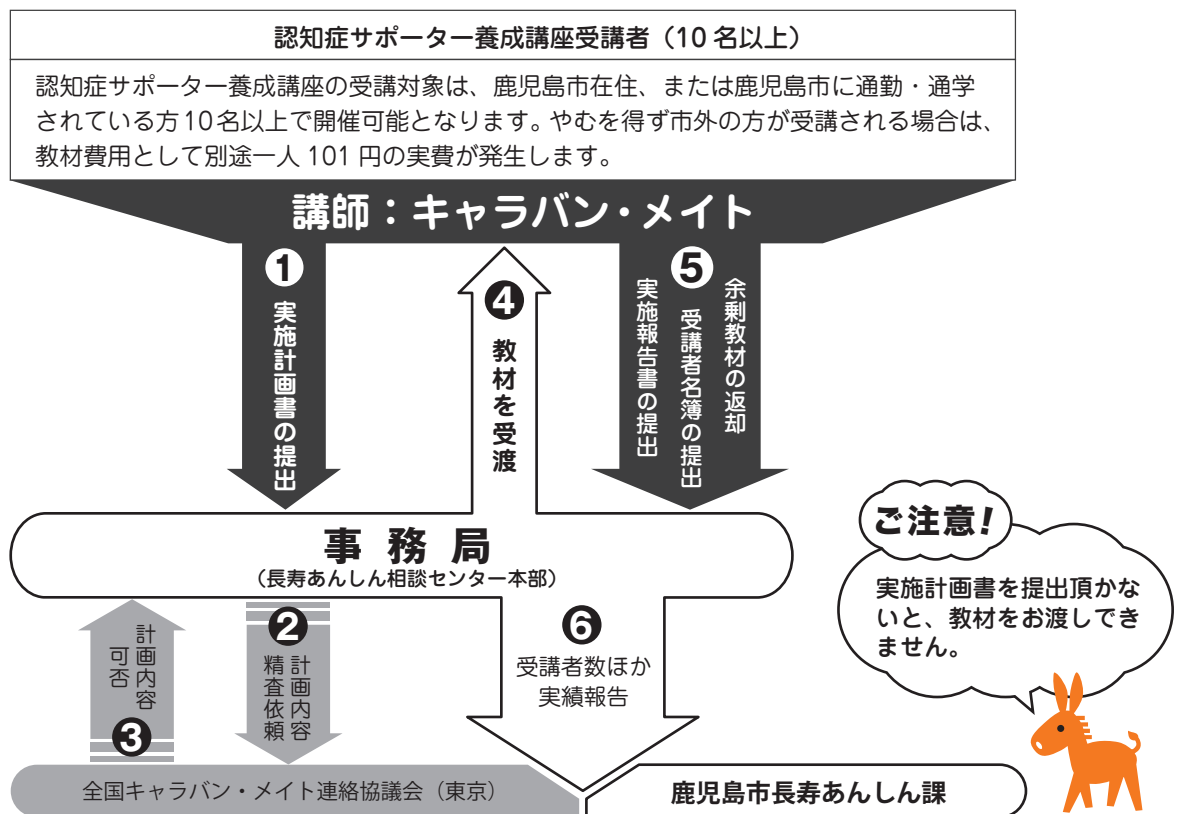 認知症サポーター養成講座受講者（10名以上）
認知症サポーター養成講座の受講対象は、鹿児島市在住、または鹿児島市に通勤・通学
されている方10名以上で開催可能となります。やむを得ず市外の方が受講される場合は、
教材費用として別途一人 101 円の実費が発生します。
講師：キャラバン・メイト
❶
実施計画書の提出
❹
教材を受渡
❺
余剰教材の返却
受講者名簿の提出
実施報告書の提出
事務局
（長寿あんしん相談センター本部）
ご注意！
実施計画書を提出頂かな
いと、教材をお渡しでき
ません。
計画内容
可否
❸
❷
計画内容
精査依頼
❻
受講者数ほか
実績報告
全国キャラバン・メイト連絡協議会（東京）
鹿児島市長寿あんしん課